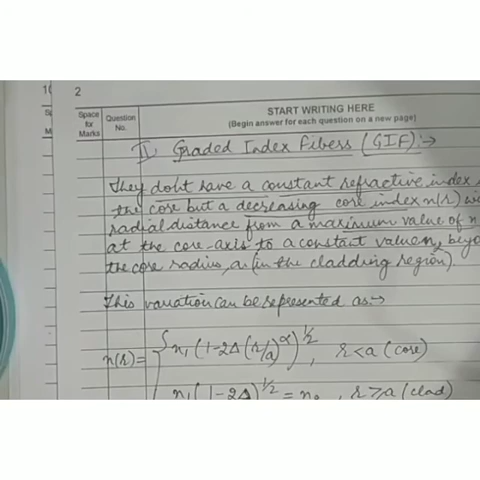 10 2
Sp Space for Marks Question No. START WRITING HERE
M (Begin answer for each question on a new page)
II Graded Index Fibers (GIF) :→
They don't have a constant refractive index
the core but a decreasing core index n(r) w
radial distance from a maximum value of n
at the core-axis to a constant value n₂ beyo
the core radius, a (in the cladding region).
This variation can be represented as:→
n(r) = { n₁ (1-2Δ (r/a)^α)^1/2, r<a (core)
n₁ (1-2Δ)^1/2 = n₂, r≥a (clad)